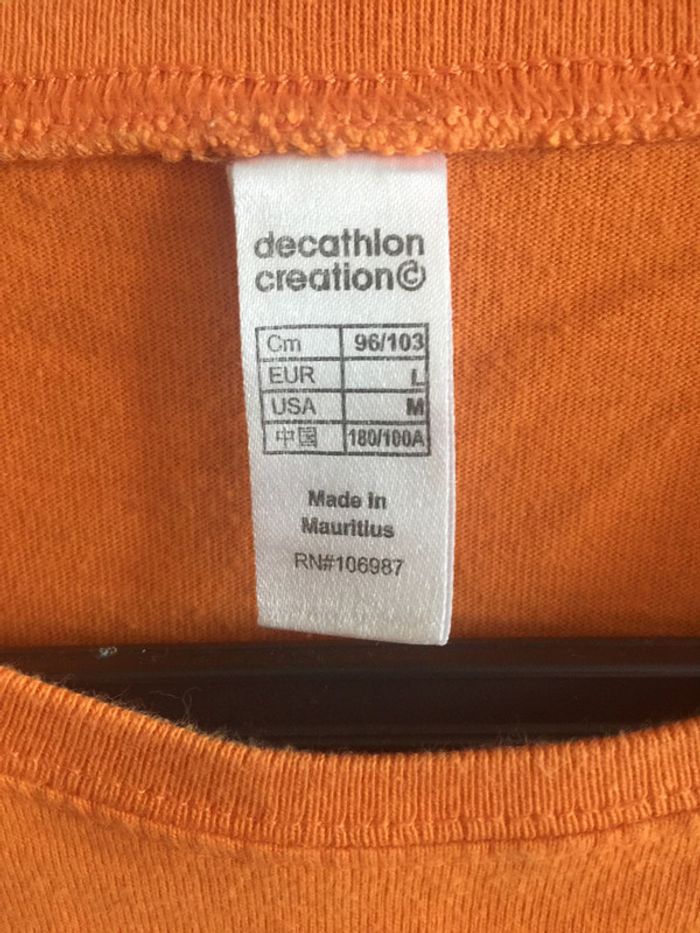 decathlon
creation©
Cm 96/103
EUR L
USA M
中国 180/100A
Made in
Mauritius
RN#106987